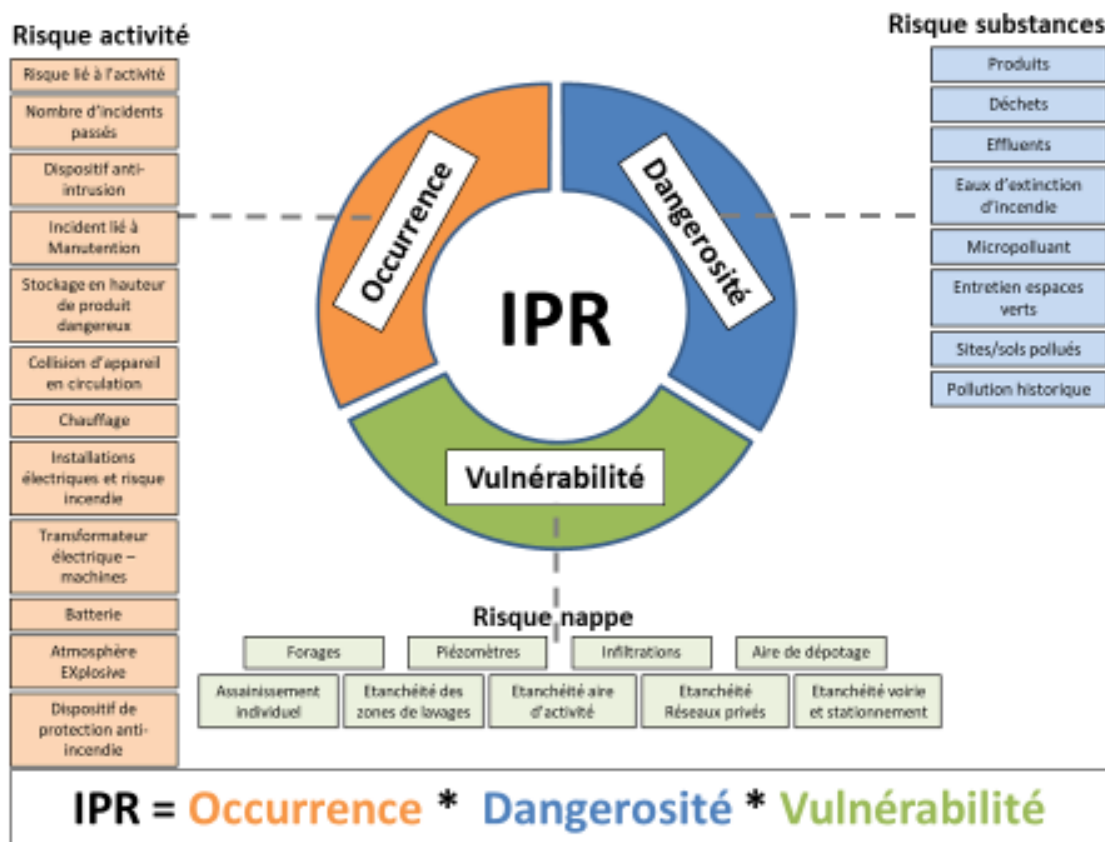 Risque activité
Risque lié à l'activité
Nombre d'incidents
passés
Dispositif anti-
intrusion
Incident lié à
Manutention
Stockage en hauteur
de produit
dangereux
Collision d'appareil
en circulation
Chauffage
Installations
électriques et risque
incendie
Transformateur
électrique –
machines
Batterie
Atmosphère
EXplosive
Dispositif de
protection anti-
incendie
Occurrence
Dangerosité
IPR
Vulnérabilité
Risque substances
Produits
Déchets
Effluents
Eaux d'extinction
d'incendie
Micropolluant
Entretien espaces
verts
Sites/sols pollués
Pollution historique
Risque nappe
Forages
Piézomètres
Infiltrations
Aire de dépotage
Assainissement
individuel
Etanchéité des
zones de lavages
Etanchéité aire
d'activité
Etanchéité
Réseaux privés
Etanchéité voirie
et stationnement
IPR = Occurrence * Dangerosité * Vulnérabilité